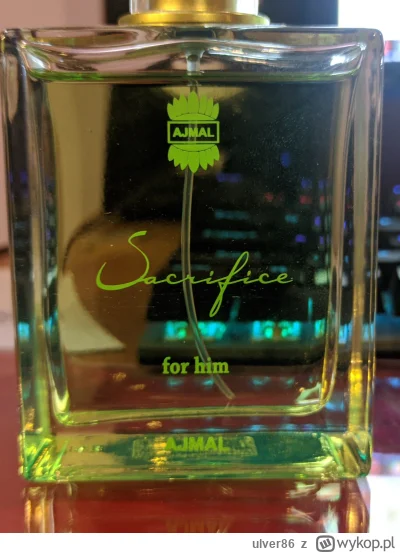 AJMAL
Sacrifice
for him
AJMAL
ulver86 z wykop.pl